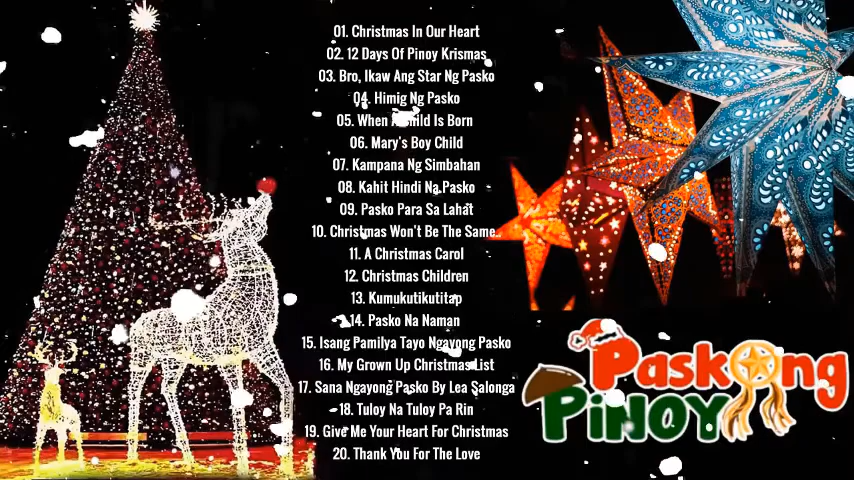 01. Christmas In Our Heart
02. 12 Days Of Pinoy Krismas
03. Bro, Ikaw Ang Star Ng Pasko
04. Himig Ng Pasko
05. When A Child Is Born
06. Mary's Boy Child
07. Kampana Ng Simbahan
08. Kahit Hindi Na Pasko
09. Pasko Para Sa Lahat
10. Christmas Won't Be The Same..
11. A Christmas Carol
12. Christmas Children
13. Kumukutikutitap
14. Pasko Na Naman
15. Isang Pamilya Tayo Ngayong Pasko
16. My Grown Up Christmas List
17. Sana Ngayong Pasko By Lea Salonga
18. Tuloy Na Tuloy Pa Rin
19. Give Me Your Heart For Christmas
20. Thank You For The Love
Paskong
PiNOY